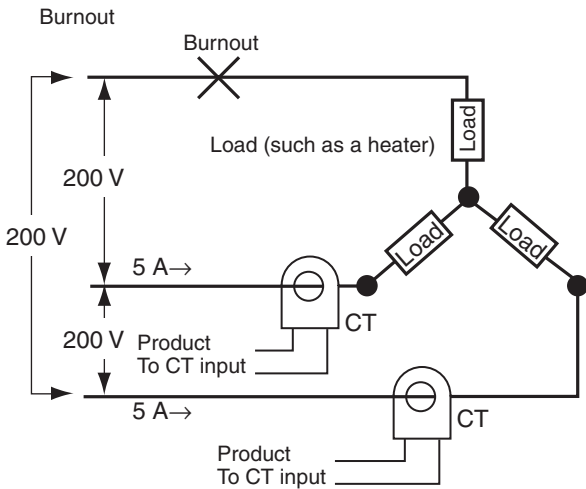 Burnout
Burnout
Load
Load (such as a heater)
200 V
200 V
Load
Load
5 A→
CT
200 V
Product
To CT input
5 A→
CT
Product
To CT input